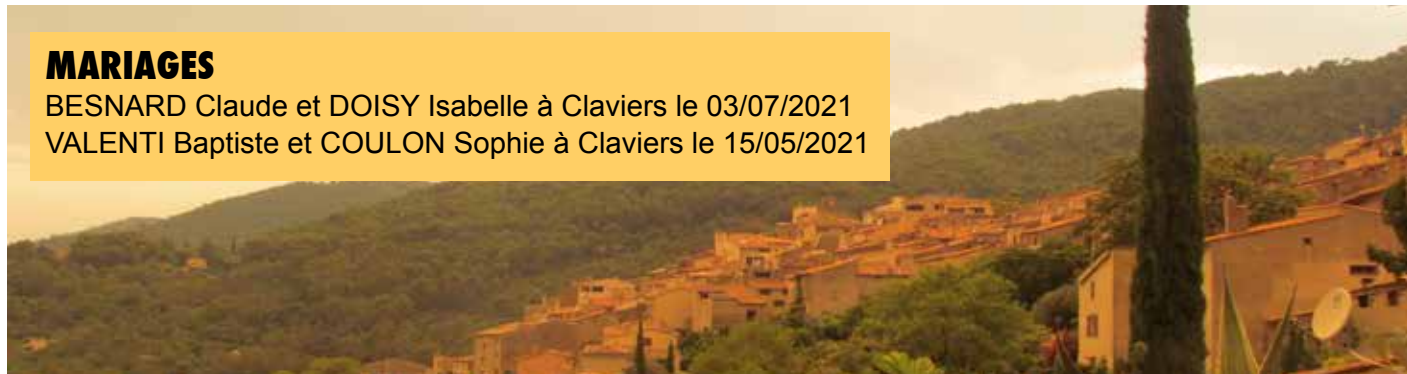 MARIAGES
BESNARD Claude et DOISY Isabelle à Claviers le 03/07/2021
VALENTI Baptiste et COULON Sophie à Claviers le 15/05/2021